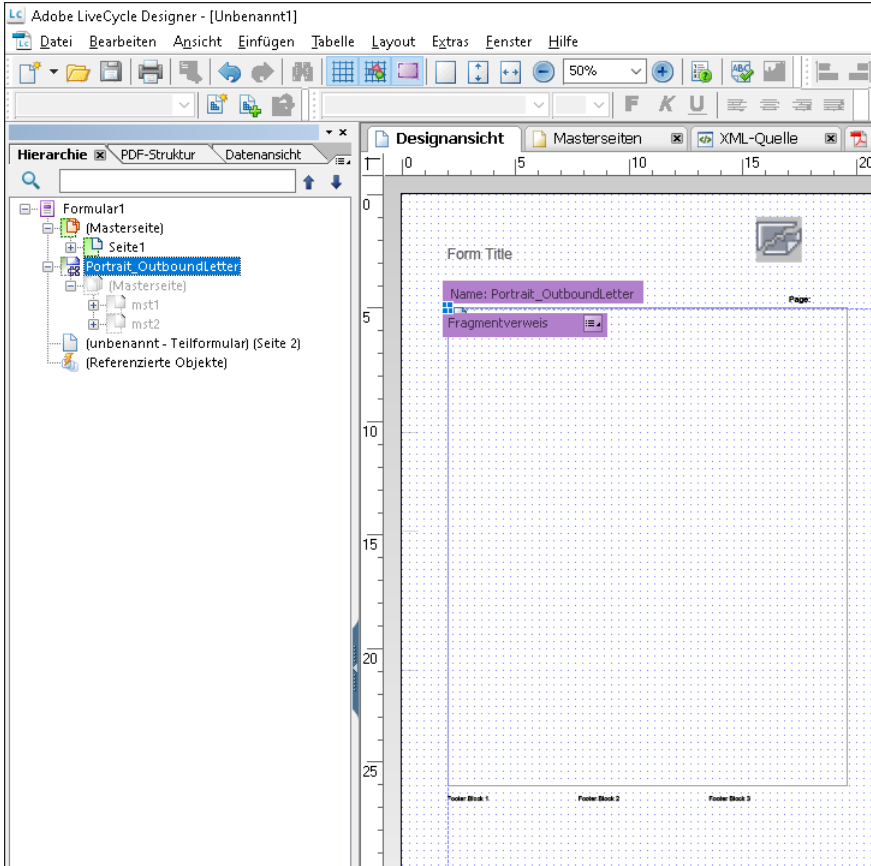 Lc Adobe LiveCycle Designer - [Unbenannt1]
Datei Bearbeiten Ansicht Einfügen Tabelle Layout Extras Fenster Hilfe
50%
F K U
Designansicht Masterseiten XML-Quelle
Hierarchie PDF-Struktur Datenansicht
0 5 10 15 20
Formular1
(Masterseite)
Seite1
Portrait_OutboundLetter
(Masterseite)
mst1
mst2
(unbenannt - Teilformular) (Seite 2)
(Referenzierte Objekte)
0
Form Title
Name: Portrait_OutboundLetter
Page:
5
Fragmentverweis
10
15
20
25
Footer Block 1 Footer Block 2 Footer Block 3